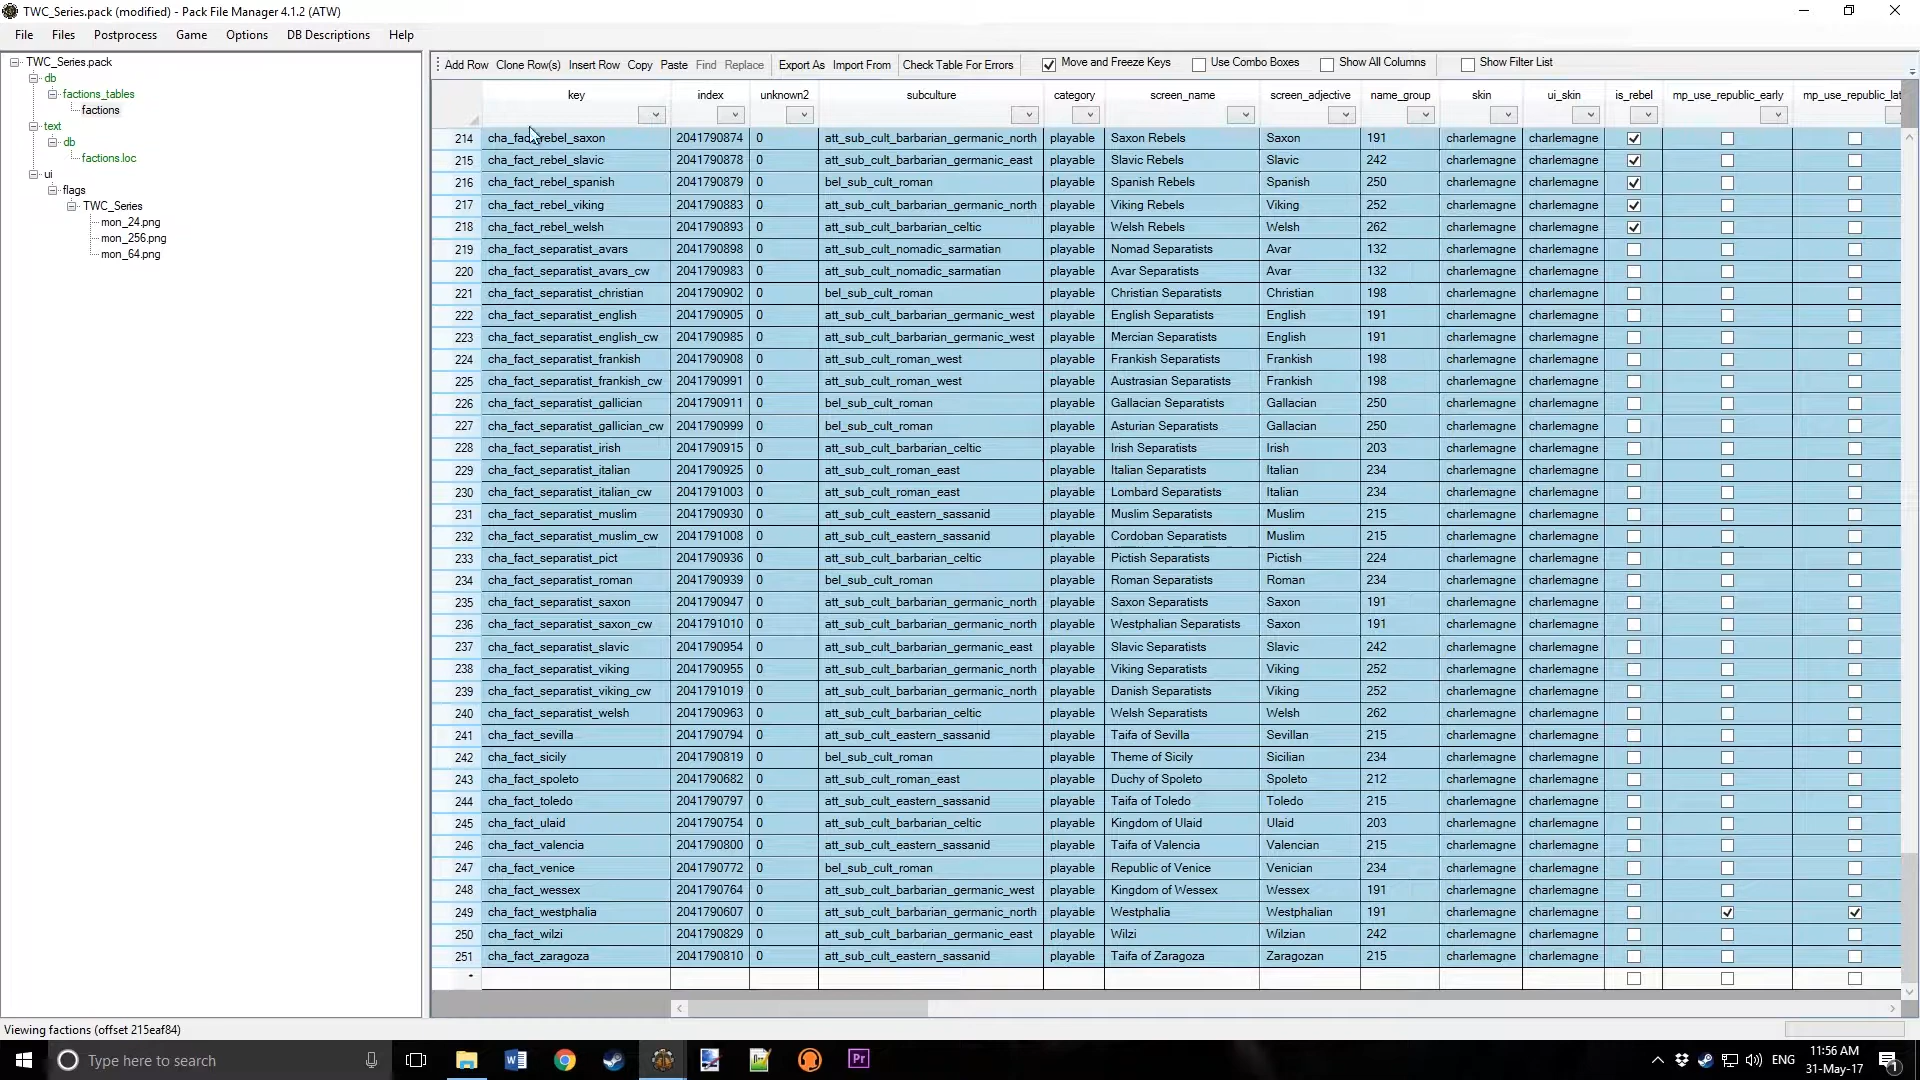 TWC_Series.pack (modified) - Pack File Manager 4.1.2 (ATW)
File Files Postprocess Game Options DB Descriptions Help
TWC_Series.pack
db
factions_tables
factions
text
db
factions.loc
ui
flags
TWC_Series
mon_24.png
mon_256.png
mon_64.png
Add Row Clone Row(s) Insert Row Copy Paste Find Replace Export As Import From Check Table For Errors Move and Freeze Keys Use Combo Boxes Show All Columns Show Filter List
key index unknown2 subculture category screen_name screen_adjective name_group skin ui_skin is_rebel mp_use_republic_early mp_use_republic_lat
214 cha_fact_rebel_saxon 2041790874 0 att_sub_cult_barbarian_germanic_north playable Saxon Rebels Saxon 191 charlemagne charlemagne
215 cha_fact_rebel_slavic 2041790878 0 att_sub_cult_barbarian_germanic_east playable Slavic Rebels Slavic 242 charlemagne charlemagne
216 cha_fact_rebel_spanish 2041790879 0 bel_sub_cult_roman playable Spanish Rebels Spanish 250 charlemagne charlemagne
217 cha_fact_rebel_viking 2041790883 0 att_sub_cult_barbarian_germanic_north playable Viking Rebels Viking 252 charlemagne charlemagne
218 cha_fact_rebel_welsh 2041790893 0 att_sub_cult_barbarian_celtic playable Welsh Rebels Welsh 262 charlemagne charlemagne
219 cha_fact_separatist_avars 2041790898 0 att_sub_cult_nomadic_sarmatian playable Nomad Separatists Avar 132 charlemagne charlemagne
220 cha_fact_separatist_avars_cw 2041790983 0 att_sub_cult_nomadic_sarmatian playable Avar Separatists Avar 132 charlemagne charlemagne
221 cha_fact_separatist_christian 2041790902 0 bel_sub_cult_roman playable Christian Separatists Christian 198 charlemagne charlemagne
222 cha_fact_separatist_english 2041790905 0 att_sub_cult_barbarian_germanic_west playable English Separatists English 191 charlemagne charlemagne
223 cha_fact_separatist_english_cw 2041790985 0 att_sub_cult_barbarian_germanic_west playable Mercian Separatists English 191 charlemagne charlemagne
224 cha_fact_separatist_frankish 2041790908 0 att_sub_cult_roman_west playable Frankish Separatists Frankish 198 charlemagne charlemagne
225 cha_fact_separatist_frankish_cw 2041790991 0 att_sub_cult_roman_west playable Austrasian Separatists Frankish 198 charlemagne charlemagne
226 cha_fact_separatist_gallician 2041790911 0 bel_sub_cult_roman playable Gallacian Separatists Gallacian 250 charlemagne charlemagne
227 cha_fact_separatist_gallician_cw 2041790999 0 bel_sub_cult_roman playable Asturian Separatists Gallacian 250 charlemagne charlemagne
228 cha_fact_separatist_irish 2041790915 0 att_sub_cult_barbarian_celtic playable Irish Separatists Irish 203 charlemagne charlemagne
229 cha_fact_separatist_italian 2041790925 0 att_sub_cult_roman_east playable Italian Separatists Italian 234 charlemagne charlemagne
230 cha_fact_separatist_italian_cw 2041791003 0 att_sub_cult_roman_east playable Lombard Separatists Italian 234 charlemagne charlemagne
231 cha_fact_separatist_muslim 2041790930 0 att_sub_cult_eastern_sassanid playable Muslim Separatists Muslim 215 charlemagne charlemagne
232 cha_fact_separatist_muslim_cw 2041791008 0 att_sub_cult_eastern_sassanid playable Cordoban Separatists Muslim 215 charlemagne charlemagne
233 cha_fact_separatist_pict 2041790936 0 att_sub_cult_barbarian_celtic playable Pictish Separatists Pictish 224 charlemagne charlemagne
234 cha_fact_separatist_roman 2041790939 0 bel_sub_cult_roman playable Roman Separatists Roman 234 charlemagne charlemagne
235 cha_fact_separatist_saxon 2041790947 0 att_sub_cult_barbarian_germanic_north playable Saxon Separatists Saxon 191 charlemagne charlemagne
236 cha_fact_separatist_saxon_cw 2041791010 0 att_sub_cult_barbarian_germanic_north playable Westphalian Separatists Saxon 191 charlemagne charlemagne
237 cha_fact_separatist_slavic 2041790954 0 att_sub_cult_barbarian_germanic_east playable Slavic Separatists Slavic 242 charlemagne charlemagne
238 cha_fact_separatist_viking 2041790955 0 att_sub_cult_barbarian_germanic_north playable Viking Separatists Viking 252 charlemagne charlemagne
239 cha_fact_separatist_viking_cw 2041791019 0 att_sub_cult_barbarian_germanic_north playable Danish Separatists Viking 252 charlemagne charlemagne
240 cha_fact_separatist_welsh 2041790963 0 att_sub_cult_barbarian_celtic playable Welsh Separatists Welsh 262 charlemagne charlemagne
241 cha_fact_sevilla 2041790794 0 att_sub_cult_eastern_sassanid playable Taifa of Sevilla Sevillan 215 charlemagne charlemagne
242 cha_fact_sicily 2041790819 0 bel_sub_cult_roman playable Theme of Sicily Sicilian 234 charlemagne charlemagne
243 cha_fact_spoleto 2041790682 0 att_sub_cult_roman_east playable Duchy of Spoleto Spoleto 212 charlemagne charlemagne
244 cha_fact_toledo 2041790797 0 att_sub_cult_eastern_sassanid playable Taifa of Toledo Toledo 215 charlemagne charlemagne
245 cha_fact_ulaid 2041790754 0 att_sub_cult_barbarian_celtic playable Kingdom of Ulaid Ulaid 203 charlemagne charlemagne
246 cha_fact_valencia 2041790800 0 att_sub_cult_eastern_sassanid playable Taifa of Valencia Valencian 215 charlemagne charlemagne
247 cha_fact_venice 2041790772 0 bel_sub_cult_roman playable Republic of Venice Venician 234 charlemagne charlemagne
248 cha_fact_wessex 2041790764 0 att_sub_cult_barbarian_germanic_west playable Kingdom of Wessex Wessex 191 charlemagne charlemagne
249 cha_fact_westphalia 2041790607 0 att_sub_cult_barbarian_germanic_north playable Westphalia Westphalian 191 charlemagne charlemagne
250 cha_fact_wilzi 2041790829 0 att_sub_cult_barbarian_germanic_east playable Wilzi Wilzian 242 charlemagne charlemagne
251 cha_fact_zaragoza 2041790810 0 att_sub_cult_eastern_sassanid playable Taifa of Zaragoza Zaragozan 215 charlemagne charlemagne
Viewing factions (offset 215eaf84)
Type here to search
ENG
11:56 AM
31-May-17